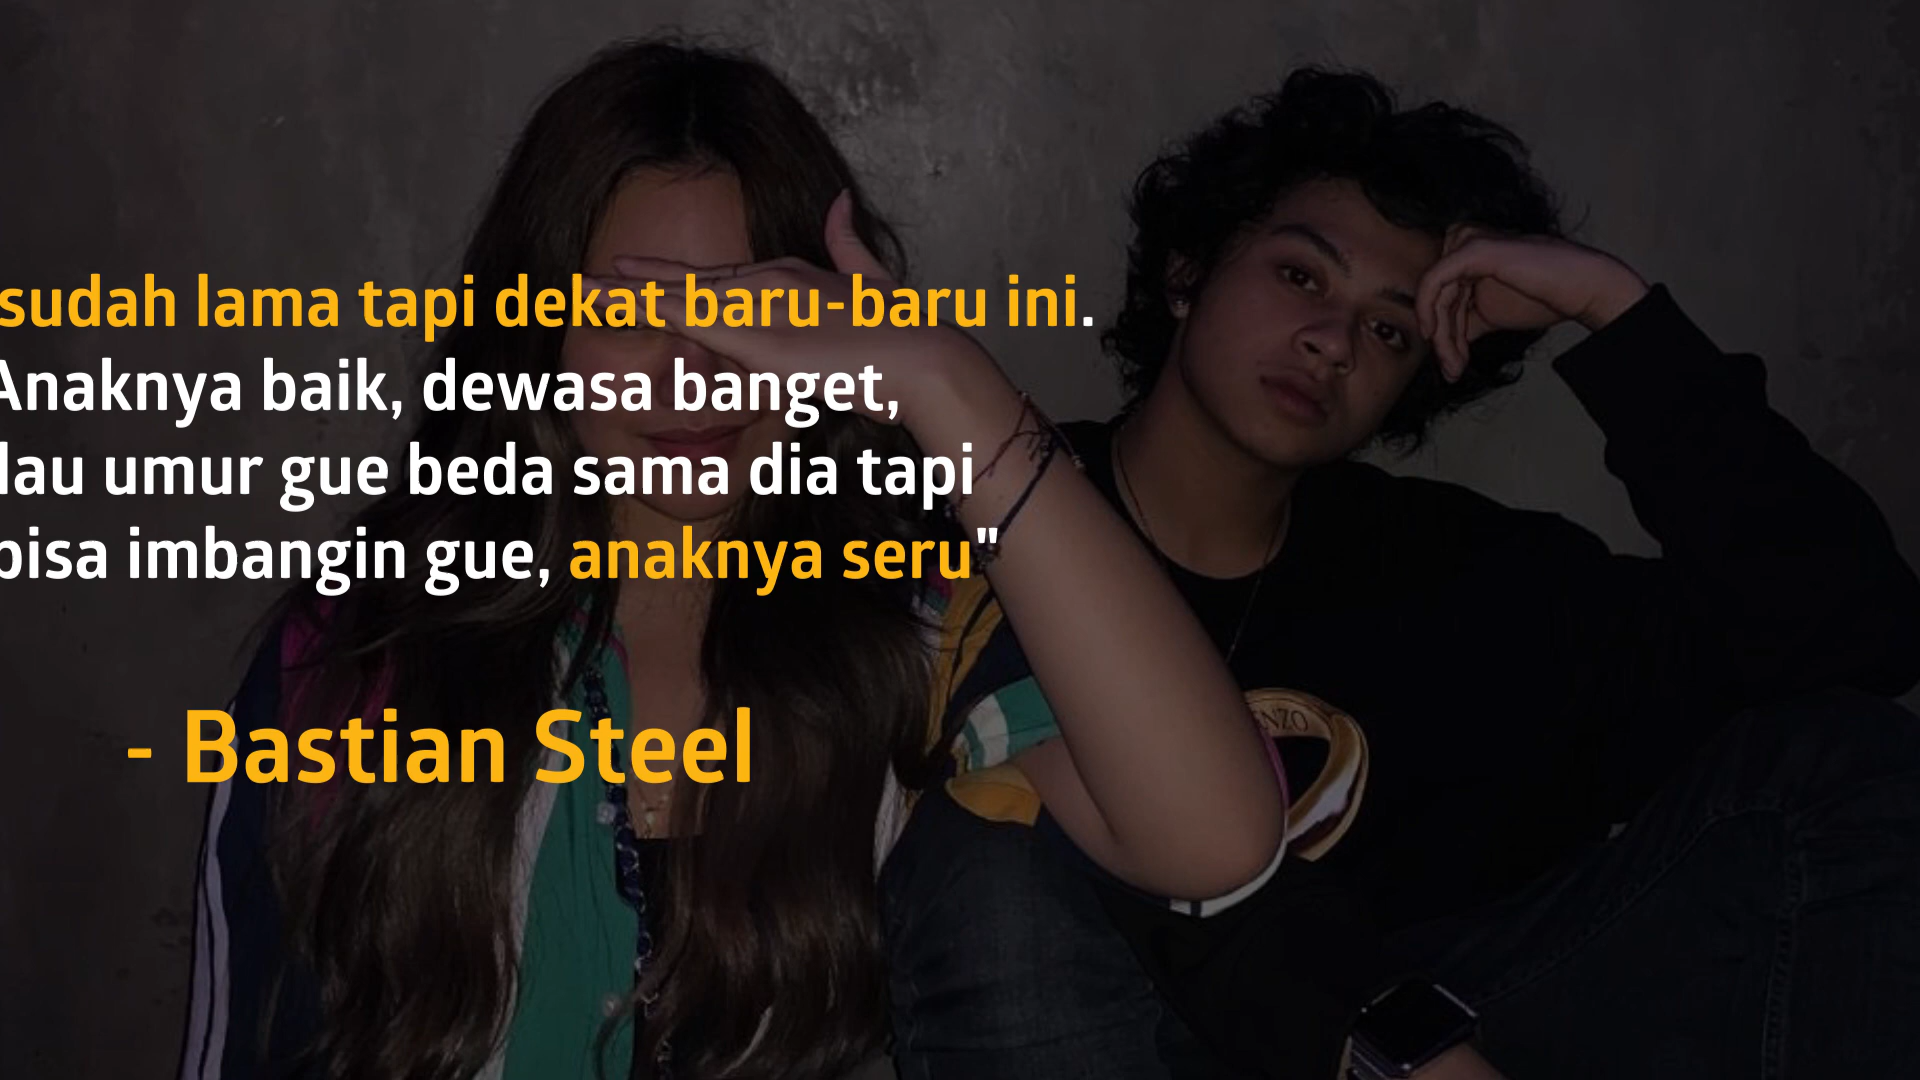 sudah lama tapi dekat baru-baru ini.
Anaknya baik, dewasa banget,
lau umur gue beda sama dia tapi
bisa imbangin gue, anaknya seru"
- Bastian Steel
ENZO